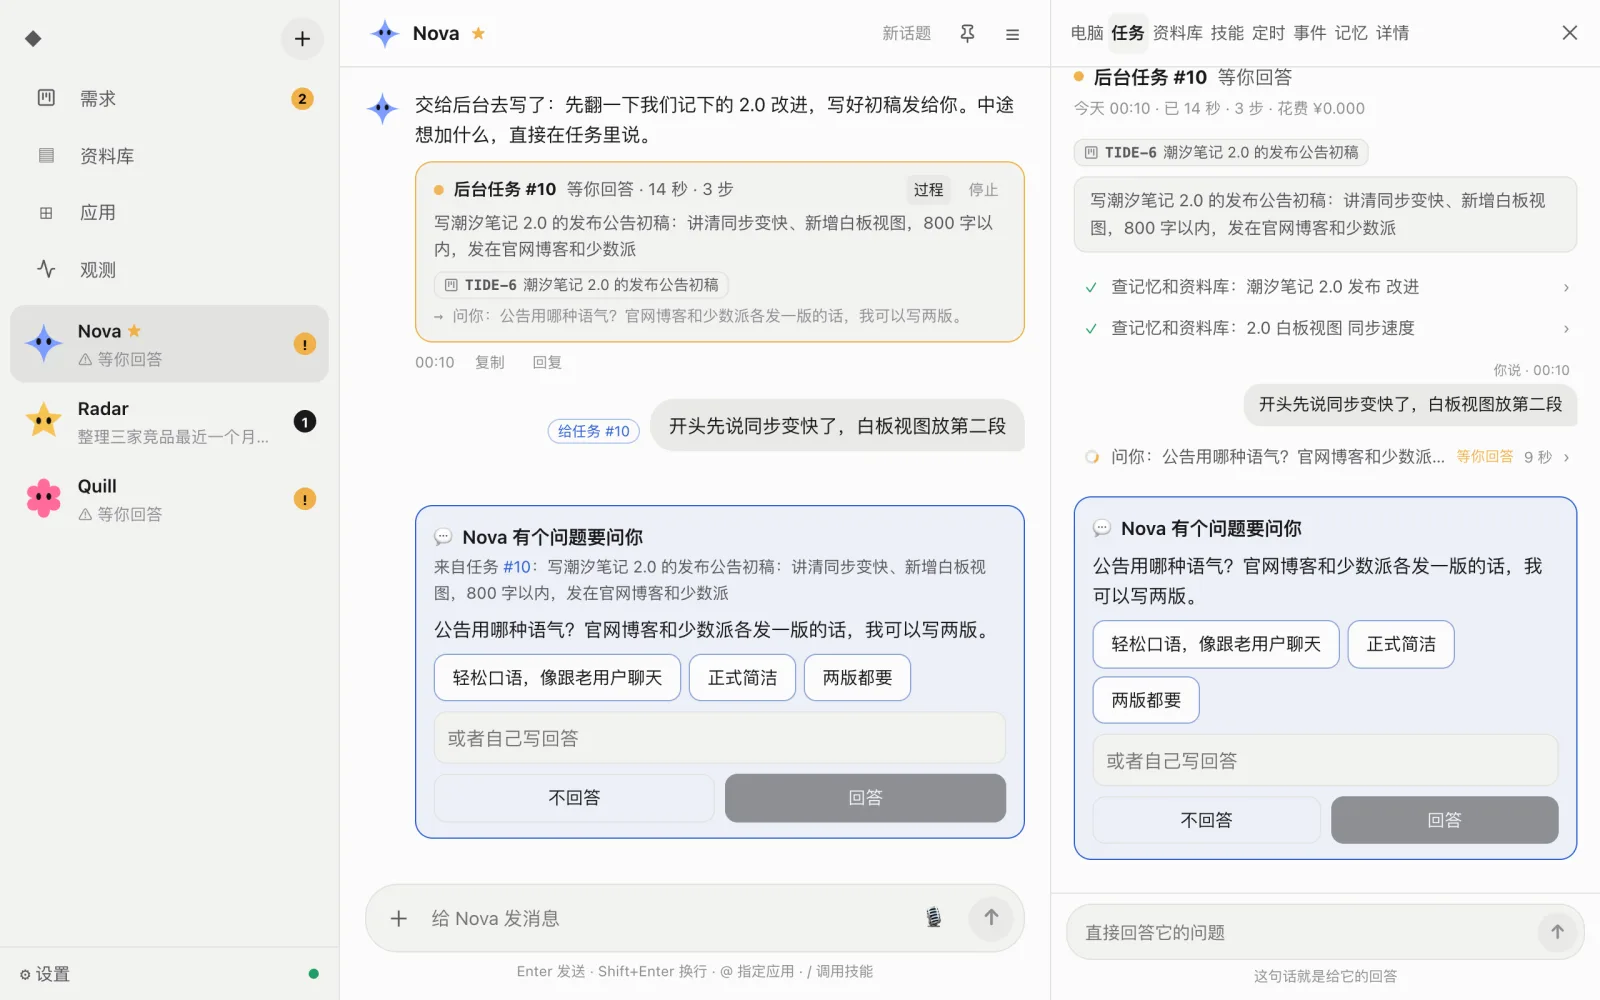 需求
2
资料库
应用
观测
Nova
等你回答
!
Radar
整理三家竞品最近一个月...
1
Quill
等你回答
!
设置
Nova
新话题
交给后台去写了：先翻一下我们记下的 2.0 改进，写好初稿发给你。中途
想加什么，直接在任务里说。
后台任务 #10 等你回答 · 14 秒 · 3 步
过程
停止
写潮汐笔记 2.0 的发布公告初稿：讲清同步变快、新增白板视图，800 字以
内，发在官网博客和少数派
TIDE-6 潮汐笔记 2.0 的发布公告初稿
→ 问你：公告用哪种语气？官网博客和少数派各发一版的话，我可以写两版。
00:10 复制 回复
给任务 #10
开头先说同步变快了，白板视图放第二段
Nova 有个问题要问你
来自任务 #10：写潮汐笔记 2.0 的发布公告初稿：讲清同步变快、新增白板视
图，800 字以内，发在官网博客和少数派
公告用哪种语气？官网博客和少数派各发一版的话，我可以写两版。
轻松口语，像跟老用户聊天
正式简洁
两版都要
或者自己写回答
不回答
回答
给 Nova 发消息
Enter 发送 · Shift+Enter 换行 · @ 指定应用 · / 调用技能
电脑 任务 资料库 技能 定时 事件 记忆 详情
后台任务 #10 等你回答
今天 00:10 · 已 14 秒 · 3 步 · 花费 ¥0.000
TIDE-6 潮汐笔记 2.0 的发布公告初稿
写潮汐笔记 2.0 的发布公告初稿：讲清同步变快、新增白板视
图，800 字以内，发在官网博客和少数派
查记忆和资料库：潮汐笔记 2.0 发布 改进
查记忆和资料库：2.0 白板视图 同步速度
你说 · 00:10
开头先说同步变快了，白板视图放第二段
问你：公告用哪种语气？官网博客和少数派... 等你回答 9 秒
Nova 有个问题要问你
公告用哪种语气？官网博客和少数派各发一版的话，我
可以写两版。
轻松口语，像跟老用户聊天
正式简洁
两版都要
或者自己写回答
不回答
回答
直接回答它的问题
这句话就是给它的回答